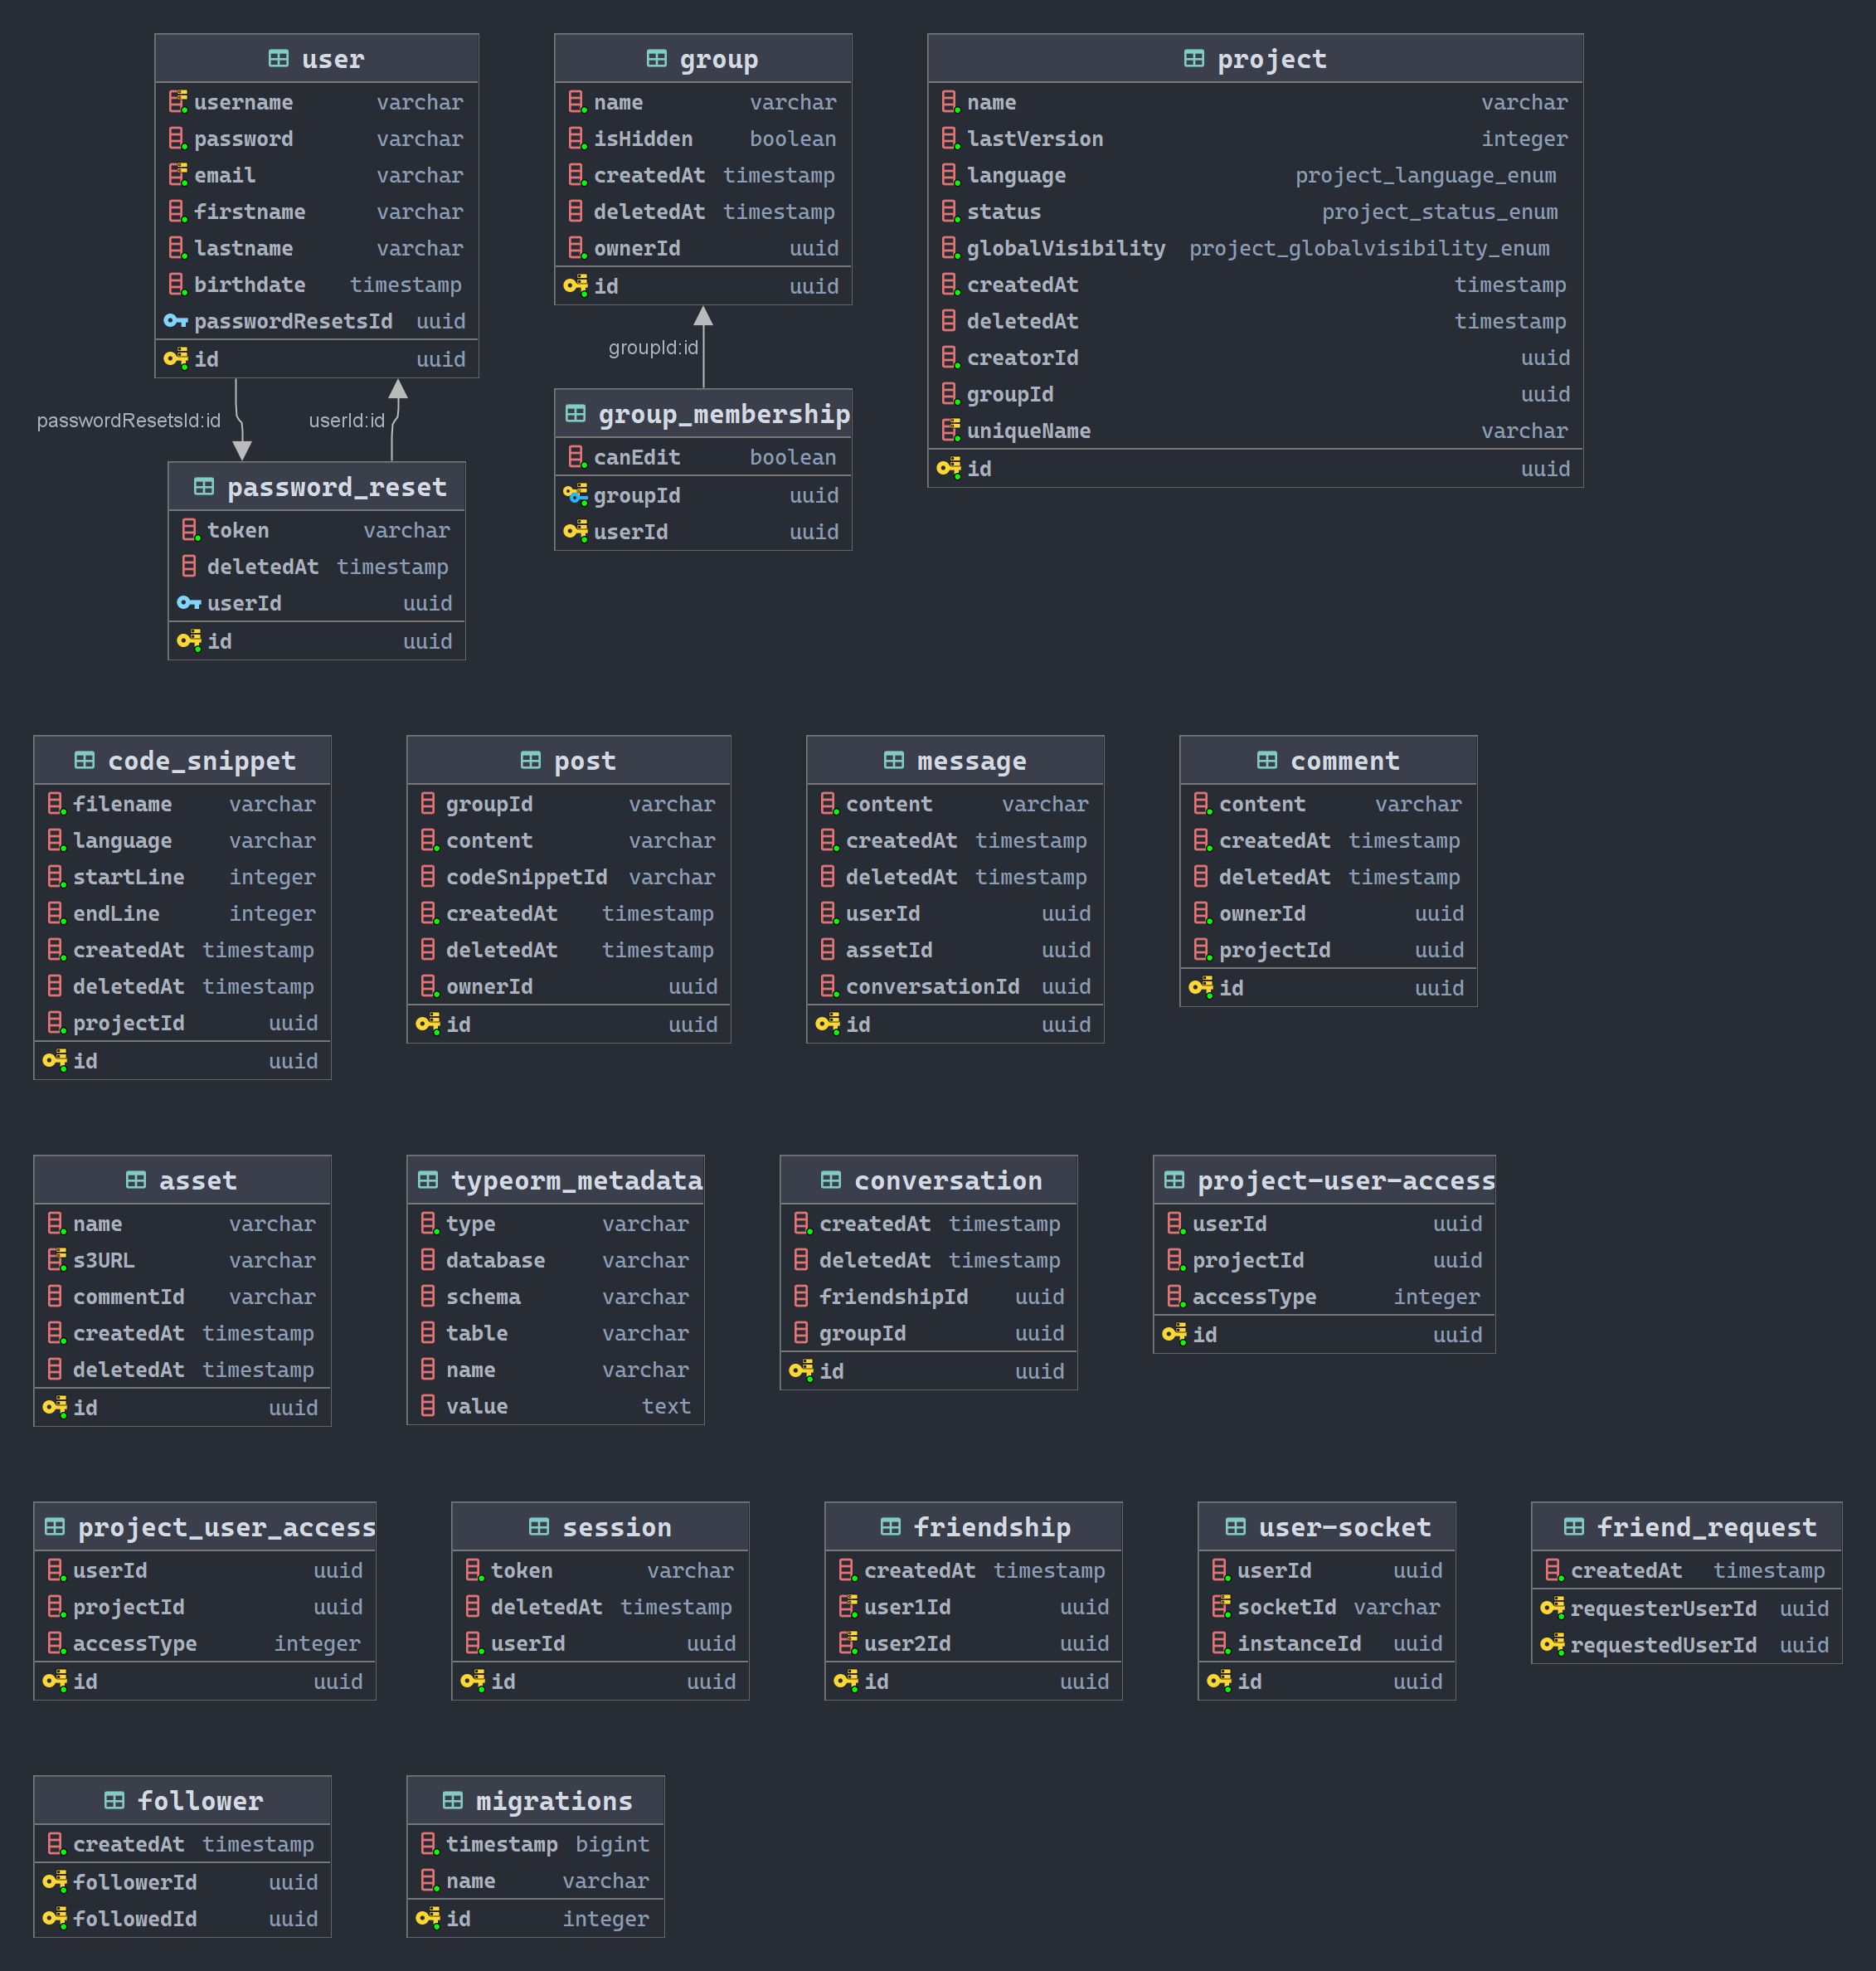 user
username varchar
password varchar
email varchar
firstname varchar
lastname varchar
birthdate timestamp
passwordResetsId uuid
id uuid
group
name varchar
isHidden boolean
createdAt timestamp
deletedAt timestamp
ownerId uuid
id uuid
project
name varchar
lastVersion integer
language project_language_enum
status project_status_enum
globalVisibility project_globalvisibility_enum
createdAt timestamp
deletedAt timestamp
creatorId uuid
groupId uuid
uniqueName varchar
id uuid
passwordResetsId:id
userId:id
groupId:id
password_reset
token varchar
deletedAt timestamp
userId uuid
id uuid
group_membership
canEdit boolean
groupId uuid
userId uuid
code_snippet
filename varchar
language varchar
startLine integer
endLine integer
createdAt timestamp
deletedAt timestamp
projectId uuid
id uuid
post
groupId varchar
content varchar
codeSnippetId varchar
createdAt timestamp
deletedAt timestamp
ownerId uuid
id uuid
message
content varchar
createdAt timestamp
deletedAt timestamp
userId uuid
assetId uuid
conversationId uuid
id uuid
comment
content varchar
createdAt timestamp
deletedAt timestamp
ownerId uuid
projectId uuid
id uuid
asset
name varchar
s3URL varchar
commentId varchar
createdAt timestamp
deletedAt timestamp
id uuid
typeorm_metadata
type varchar
database varchar
schema varchar
table varchar
name varchar
value text
conversation
createdAt timestamp
deletedAt timestamp
friendshipId uuid
groupId uuid
id uuid
project-user-access
userId uuid
projectId uuid
accessType integer
id uuid
project_user_access
userId uuid
projectId uuid
accessType integer
id uuid
session
token varchar
deletedAt timestamp
userId uuid
id uuid
friendship
createdAt timestamp
user1Id uuid
user2Id uuid
id uuid
user-socket
userId uuid
socketId varchar
instanceId uuid
id uuid
friend_request
createdAt timestamp
requesterUserId uuid
requestedUserId uuid
follower
createdAt timestamp
followerId uuid
followedId uuid
migrations
timestamp bigint
name varchar
id integer